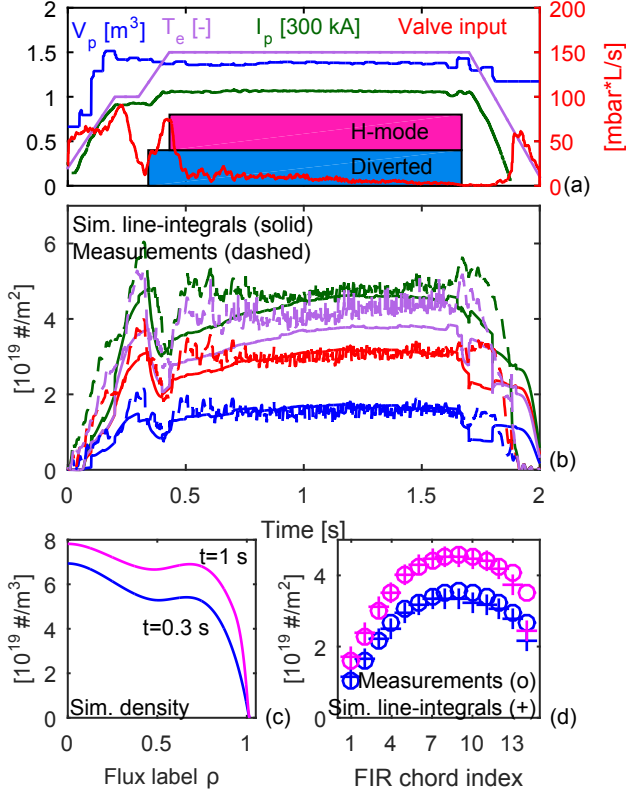 V_p [m³] T_e [-] I_p [300 kA] Valve input
2 200
1.5 150
1 100
0.5 50
0 0
[mbar*L/s]
H-mode
Diverted
(a)
Sim. line-integrals (solid)
Measurements (dashed)
6
4
2
0
[10¹⁹ #/m²]
(b)
0 0.5 1 1.5 2
Time [s]
8
6
4
2
0
[10¹⁹ #/m³]
t=1 s
t=0.3 s
Sim. density
(c)
0 0.5 1
Flux label ρ
4
2
0
[10¹⁹ #/m²]
Measurements (o)
Sim. line-integrals (+)
(d)
1 4 7 10 13
FIR chord index